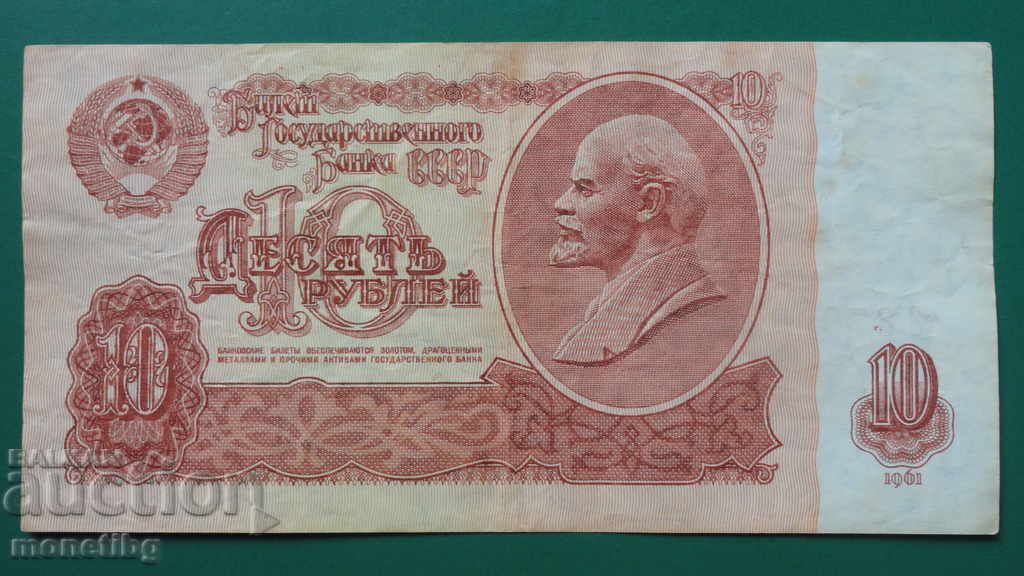 10
Билет
Государственного
Банка СССР
10
Десять
рублей
БАНКОВСКИЕ БИЛЕТЫ ОБЕСПЕЧИВАЮТСЯ ЗОЛОТОМ, ДРАГОЦЕННЫМИ
МЕТАЛЛАМИ И ПРОЧИМИ АКТИВАМИ ГОСУДАРСТВЕННОГО БАНКА
10
10
1961
BALKAN
auction
monetibg